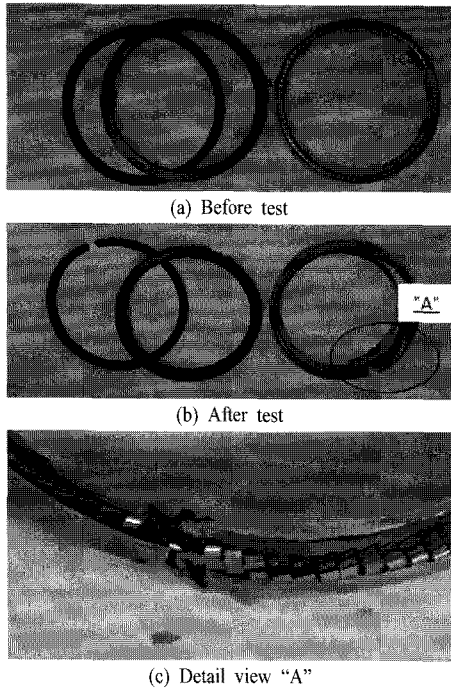 (a) Before test
"A"
(b) After test
(c) Detail view "A"